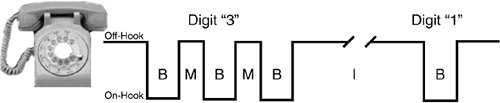 Digit “3” Digit “1”
Off-Hook
B M B M B I B
On-Hook